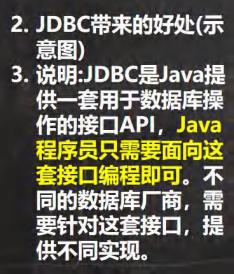 2. JDBC带来的好处(示
意图)
3. 说明:JDBC是Java提
供一套用于数据库操
作的接口API，Java
程序员只需要面向这
套接口编程即可。不
同的数据库厂商，需
要针对这套接口，提
供不同实现。